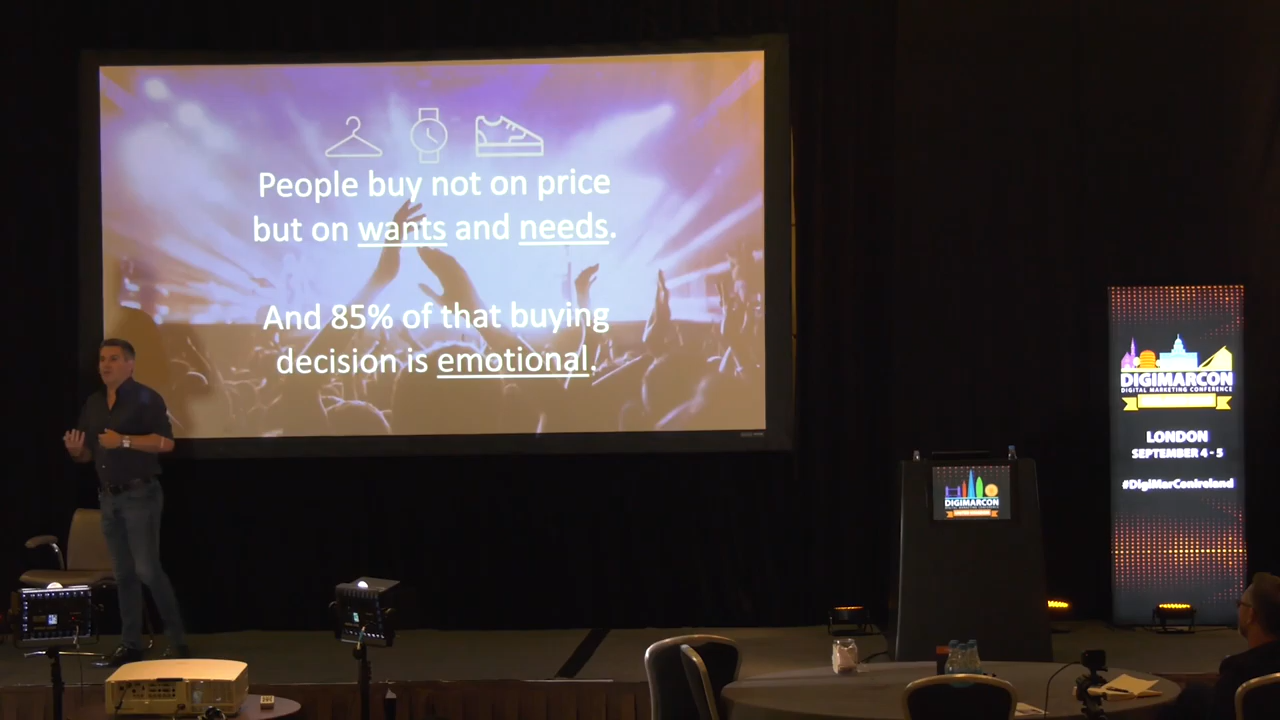 People buy not on price
but on wants and needs.
And 85% of that buying
decision is emotional.
DIGIMARCON
DIGITAL MARKETING CONFERENCE
LONDON
SEPTEMBER 4 - 5
#DigiMarConIreland
DIGIMARCON